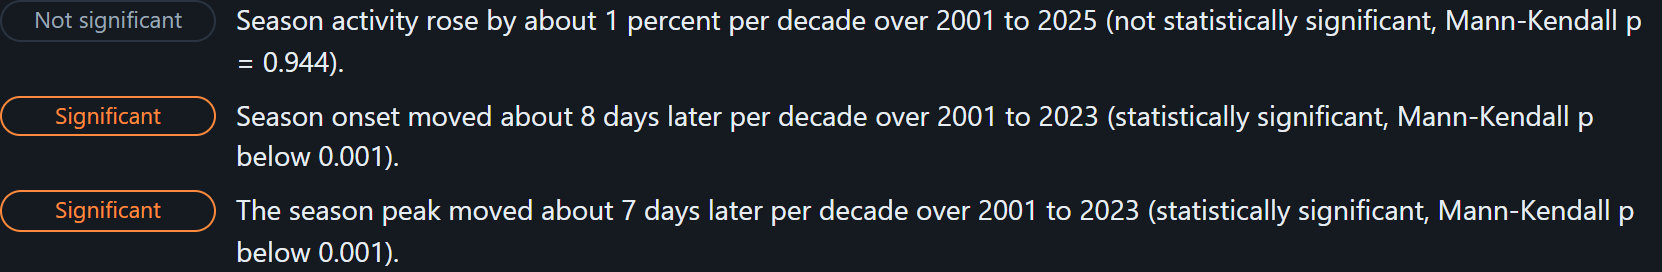 Not significant
Season activity rose by about 1 percent per decade over 2001 to 2025 (not statistically significant, Mann-Kendall p
= 0.944).
Significant
Season onset moved about 8 days later per decade over 2001 to 2023 (statistically significant, Mann-Kendall p
below 0.001).
Significant
The season peak moved about 7 days later per decade over 2001 to 2023 (statistically significant, Mann-Kendall p
below 0.001).